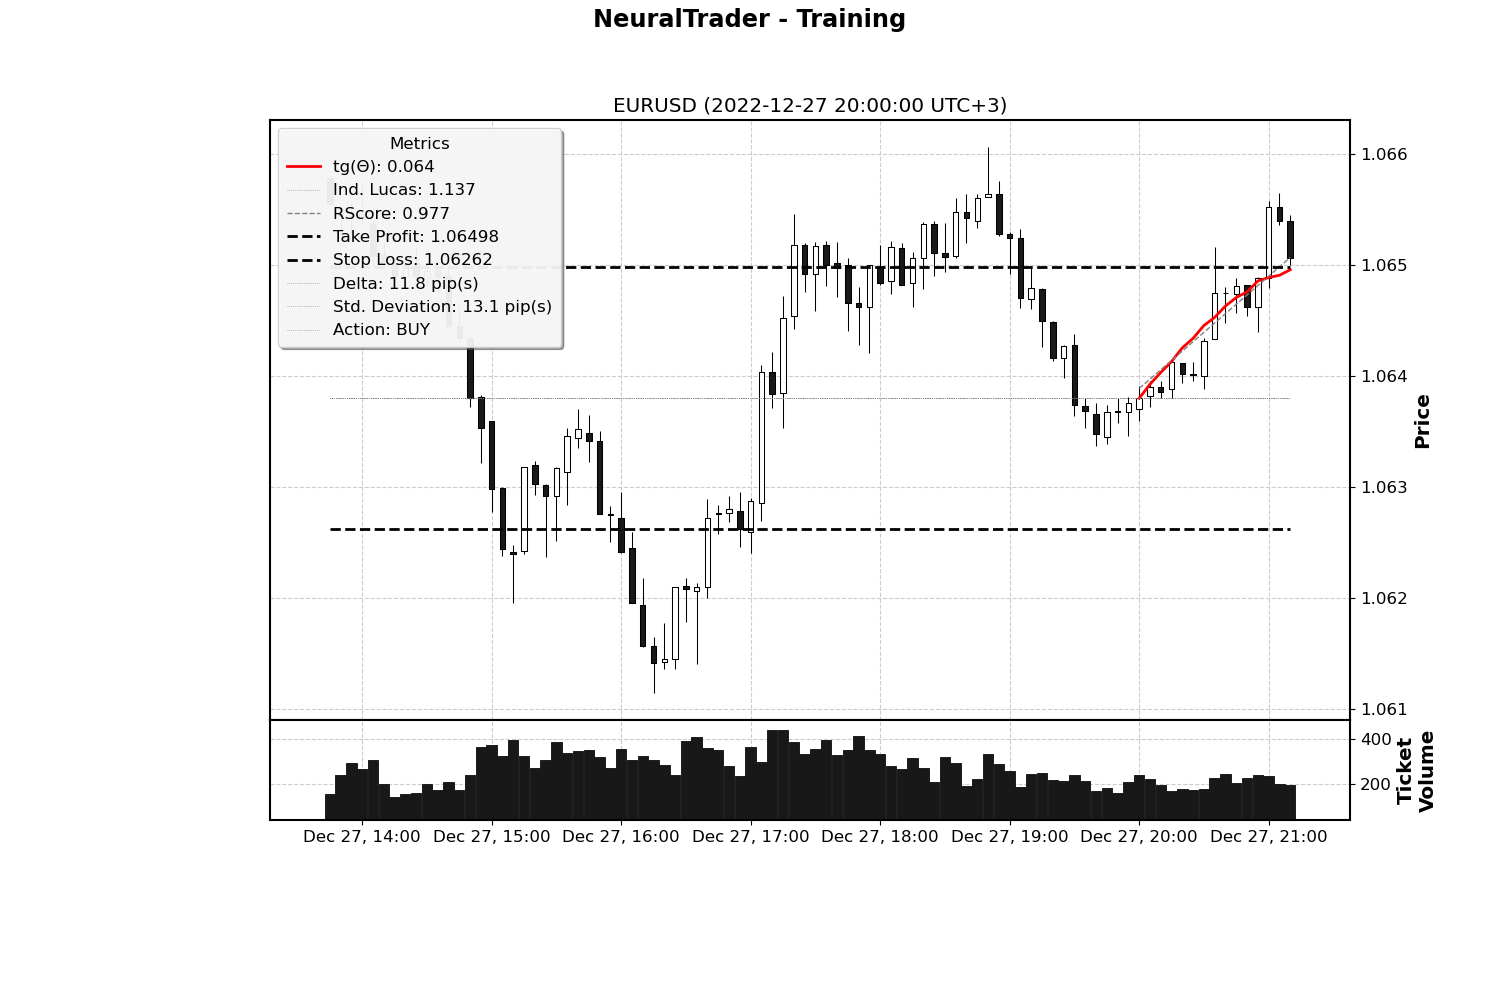 NeuralTrader - Training
EURUSD (2022-12-27 20:00:00 UTC+3)
Metrics
tg(Θ): 0.064
Ind. Lucas: 1.137
RScore: 0.977
Take Profit: 1.06498
Stop Loss: 1.06262
Delta: 11.8 pip(s)
Std. Deviation: 13.1 pip(s)
Action: BUY
1.066
1.065
1.064
1.063
1.062
1.061
Price
400
200
Ticket
Volume
Dec 27, 14:00
Dec 27, 15:00
Dec 27, 16:00
Dec 27, 17:00
Dec 27, 18:00
Dec 27, 19:00
Dec 27, 20:00
Dec 27, 21:00